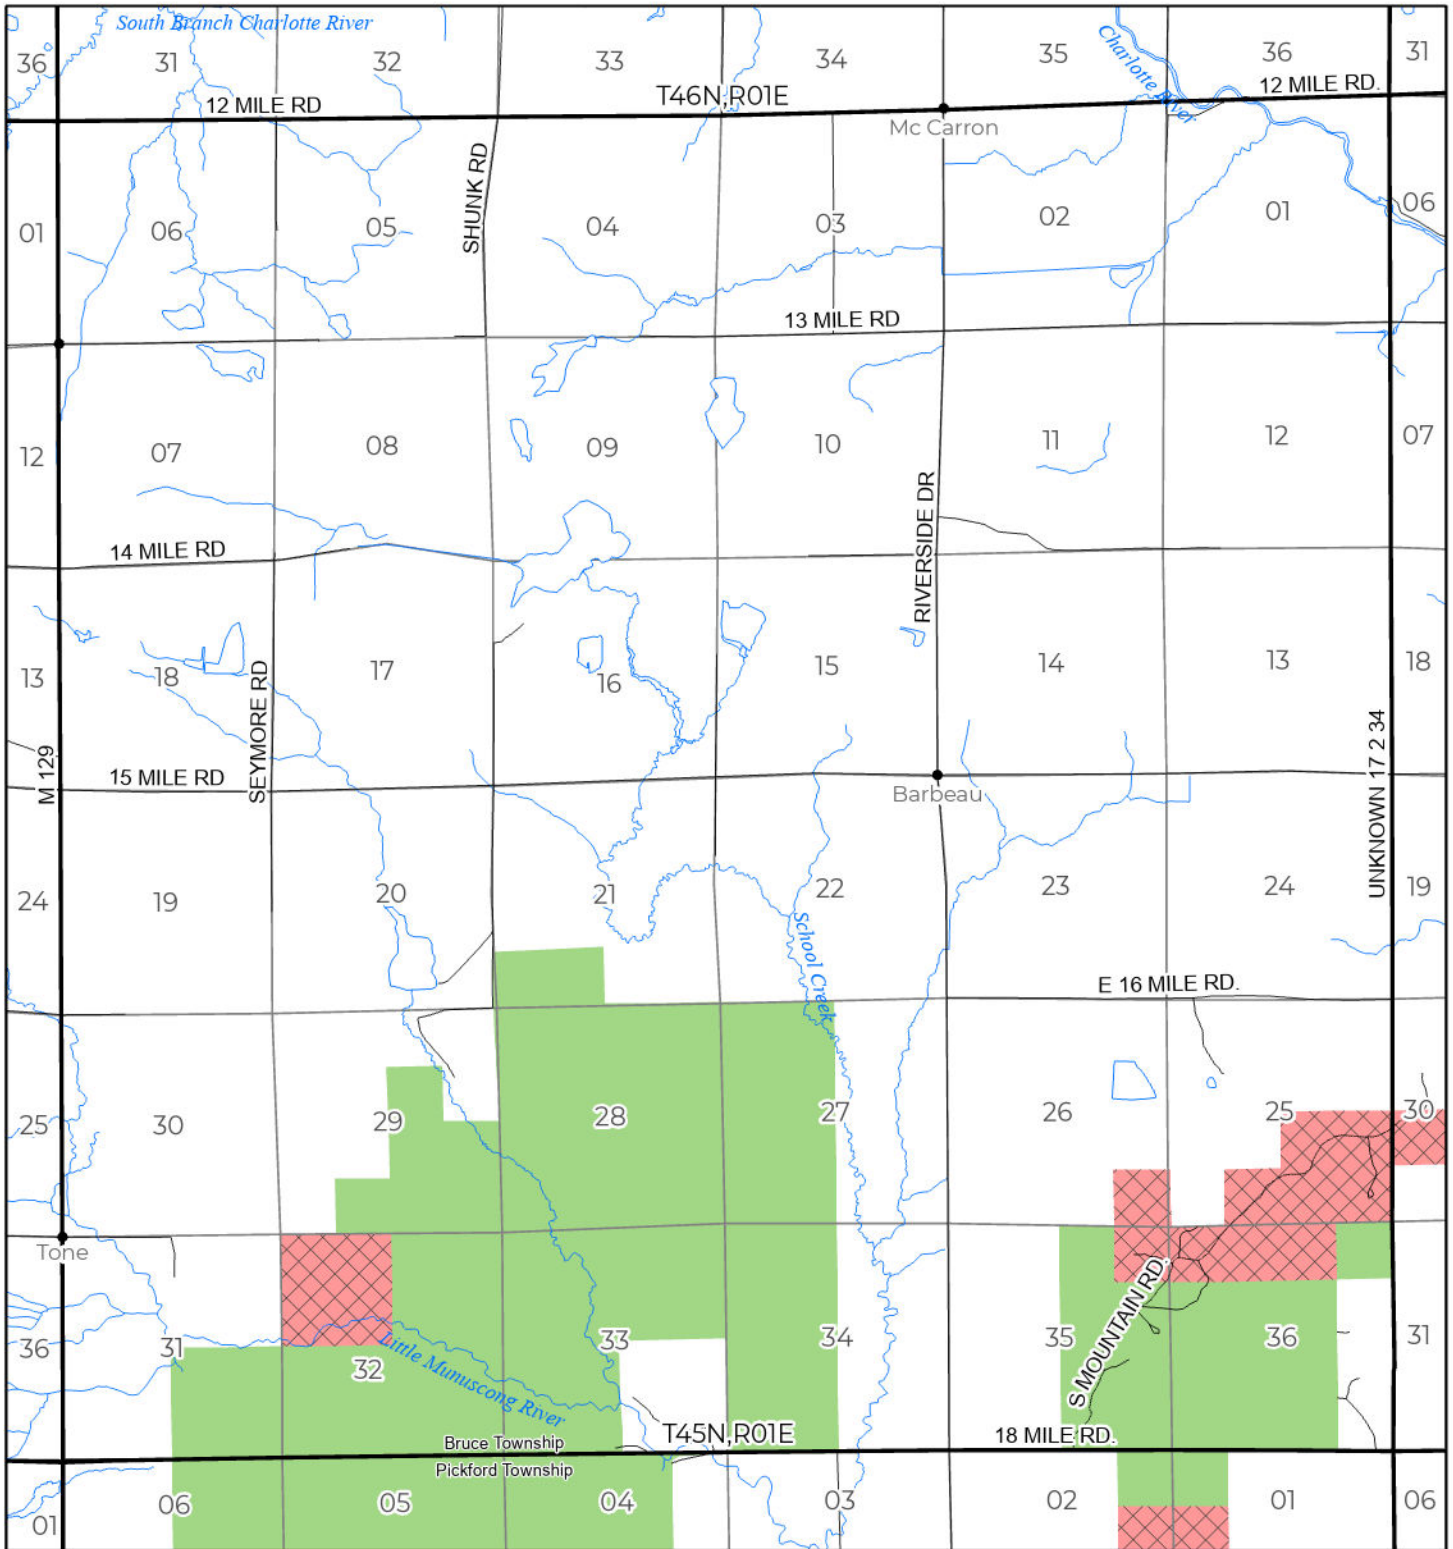 South Branch Charlotte River
Charlotte River
36 31 32 33 34 35 36 31
12 MILE RD
T46N,R01E
12 MILE RD.
Mc Carron
SHUNK RD
01 06 05 04 03 02 01 06
13 MILE RD
12 07 08 09 10 11 12 07
RIVERSIDE DR
14 MILE RD
13 18 17 16 15 14 13 18
SEYMORE RD
M 129
UNKNOWN 17 2 34
15 MILE RD
Barbeau
24 19 20 21 22 23 24 19
School Creek
E 16 MILE RD.
25 30 29 28 27 26 25 30
Tone
S MOUNTAIN RD.
36 31 32 33 34 35 36 31
Little Munuscong River
T45N,R01E
18 MILE RD.
Bruce Township
Pickford Township
01 06 05 04 03 02 01 06